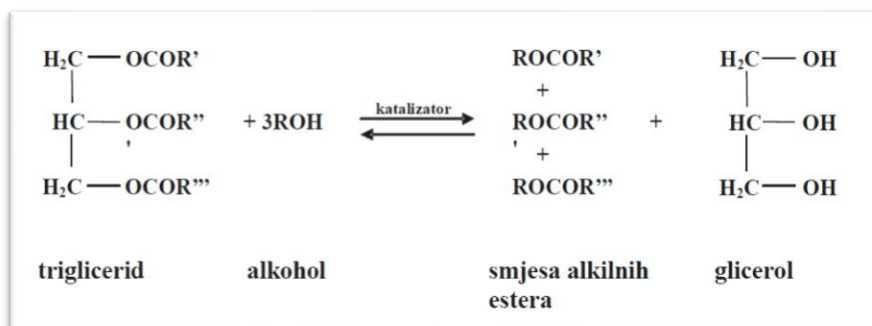 H₂C — OCOR’ ROCOR’ H₂C — OH
+
katalizator
HC — OCOR” + 3ROH ROCOR” + HC — OH
' ' +
H₂C — OCOR”’ ROCOR”’ H₂C — OH
triglicerid alkohol smjesa alkilnih glicerol
estera